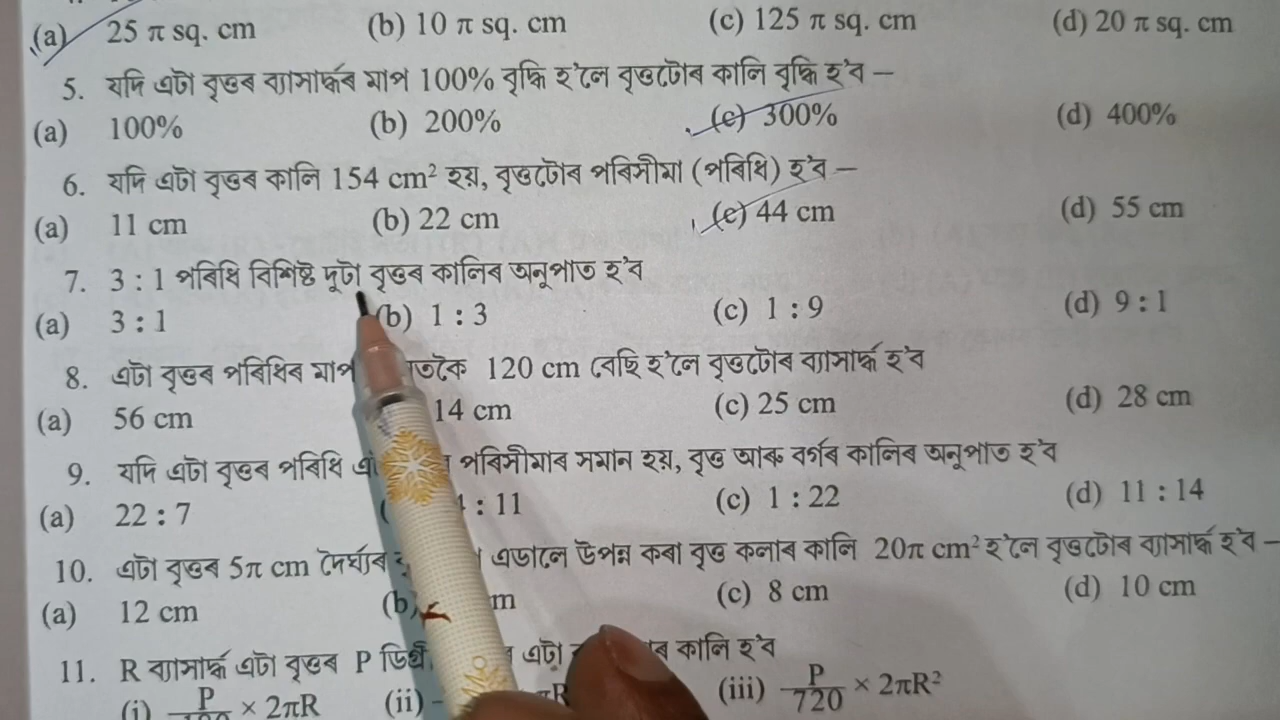 (a) 25 π sq. cm (b) 10 π sq. cm (c) 125 π sq. cm (d) 20 π sq. cm
5. যদি এটা বৃত্তৰ ব্যাসাৰ্দ্ধৰ মাপ 100% বৃদ্ধি হ'লে বৃত্তটোৰ কালি বৃদ্ধি হ'ব –
(a) 100% (b) 200% (c) 300% (d) 400%
6. যদি এটা বৃত্তৰ কালি 154 cm² হয়, বৃত্তটোৰ পৰিসীমা (পৰিধি) হ'ব –
(a) 11 cm (b) 22 cm (c) 44 cm (d) 55 cm
7. 3 : 1 পৰিধি বিশিষ্ট দুটা বৃত্তৰ কালিৰ অনুপাত হ'ব
(a) 3 : 1 (b) 1 : 3 (c) 1 : 9 (d) 9 : 1
8. এটা বৃত্তৰ পৰিধিৰ মাপ 120 cm বেছি হ'লে বৃত্তটোৰ ব্যাসাৰ্দ্ধ হ'ব
(a) 56 cm 14 cm (c) 25 cm (d) 28 cm
9. যদি এটা বৃত্তৰ পৰিধি পৰিসীমাৰ সমান হয়, বৃত্ত আৰু বৰ্গৰ কালিৰ অনুপাত হ'ব
(a) 22 : 7 : 11 (c) 1 : 22 (d) 11 : 14
10. এটা বৃত্তৰ 5π cm দৈৰ্ঘ্যৰ এডালে উৎপন্ন কৰা বৃত্ত কলাৰ কালি 20π cm² হ'লে বৃত্তটোৰ ব্যাসাৰ্দ্ধ হ'ব –
(a) 12 cm (b) m (c) 8 cm (d) 10 cm
11. R ব্যাসাৰ্দ্ধ এটা বৃত্তৰ P ডিগ্ৰী এটা কালি হ'ব
(i) P × 2πR (ii) (iii) P/720 × 2πR²